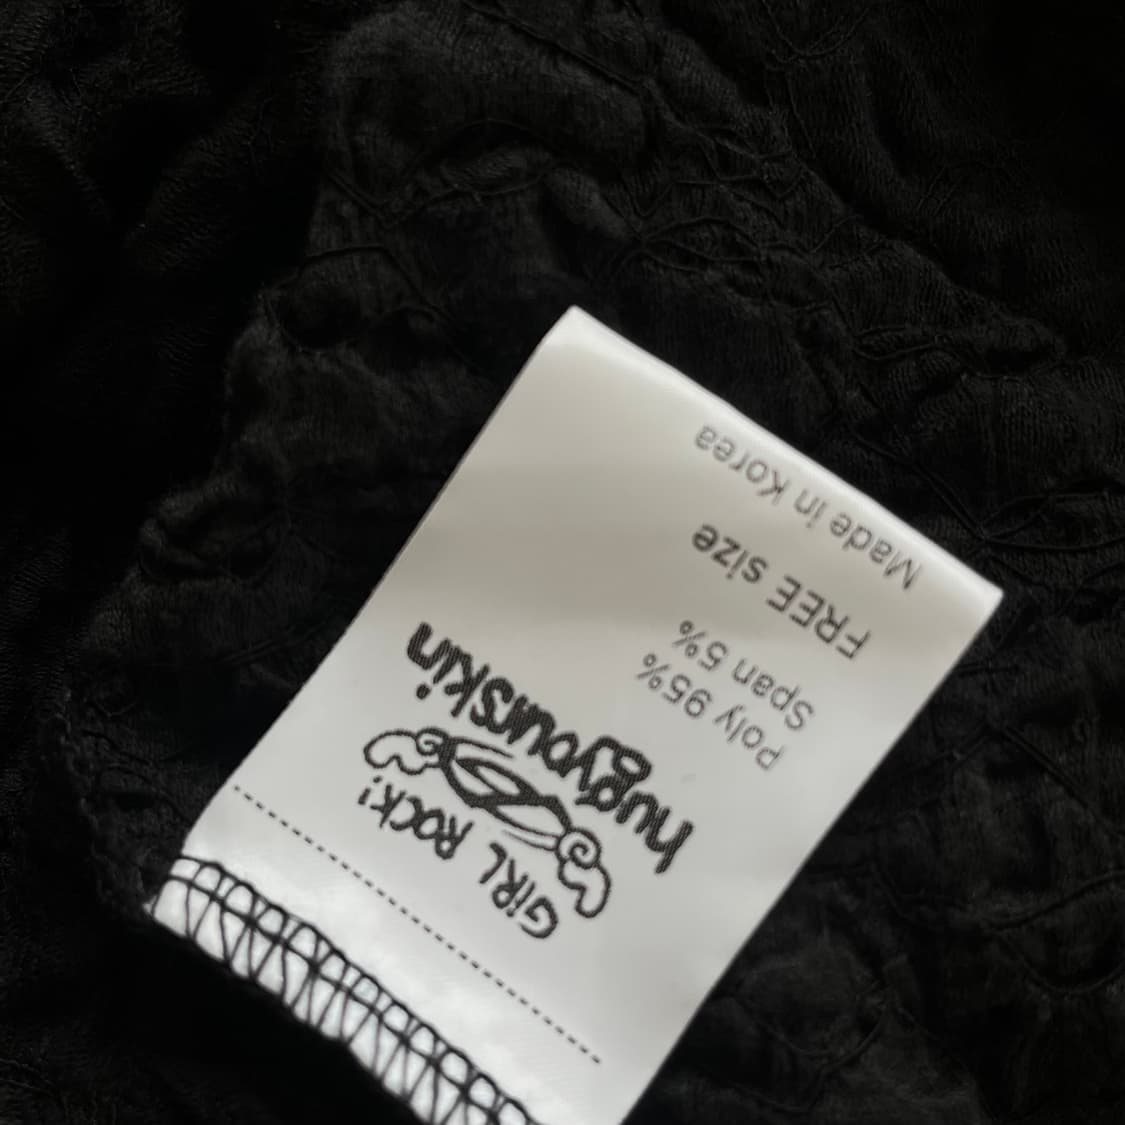 GiRL ROCK!
hugyourskin
Poly 95%
Span 5%
FREE size
Made in Korea